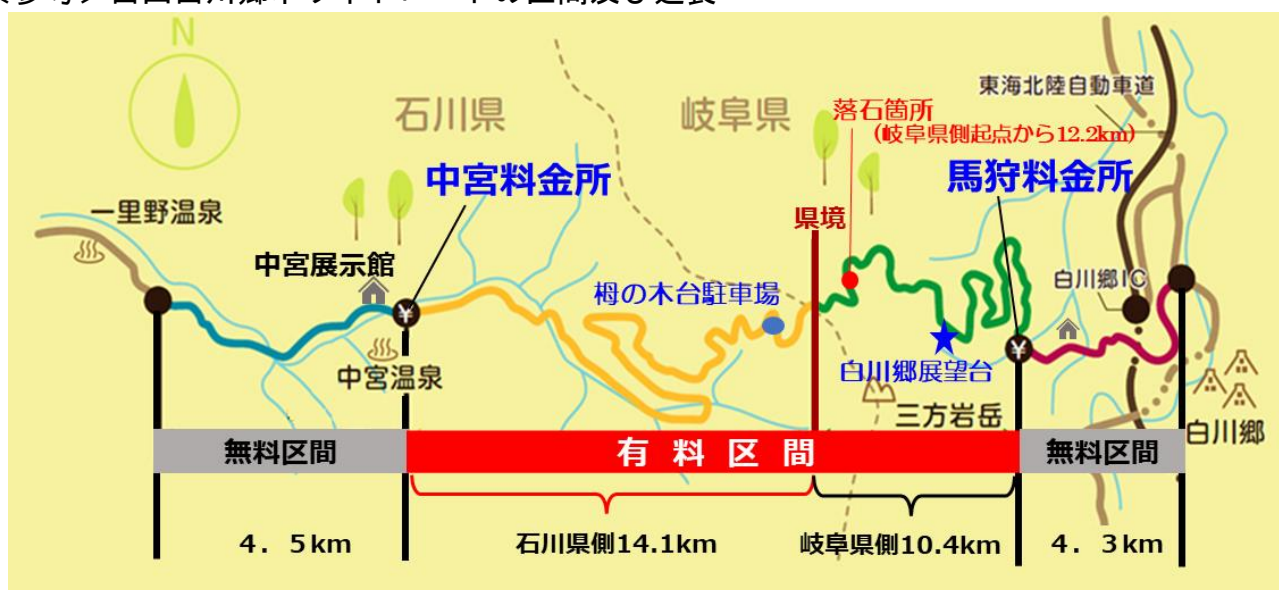 N
石川県
岐阜県
東海北陸自動車道
落石箇所
(岐阜県側起点から12.2km)
中宮料金所
馬狩料金所
一里野温泉
県境
中宮展示館
栂の木台駐車場
白川郷IC
¥
¥
中宮温泉
白川郷展望台
三方岩岳
白川郷
無料区間
有料区間
無料区間
4.5km
石川県側14.1km
岐阜県側10.4km
4.3km